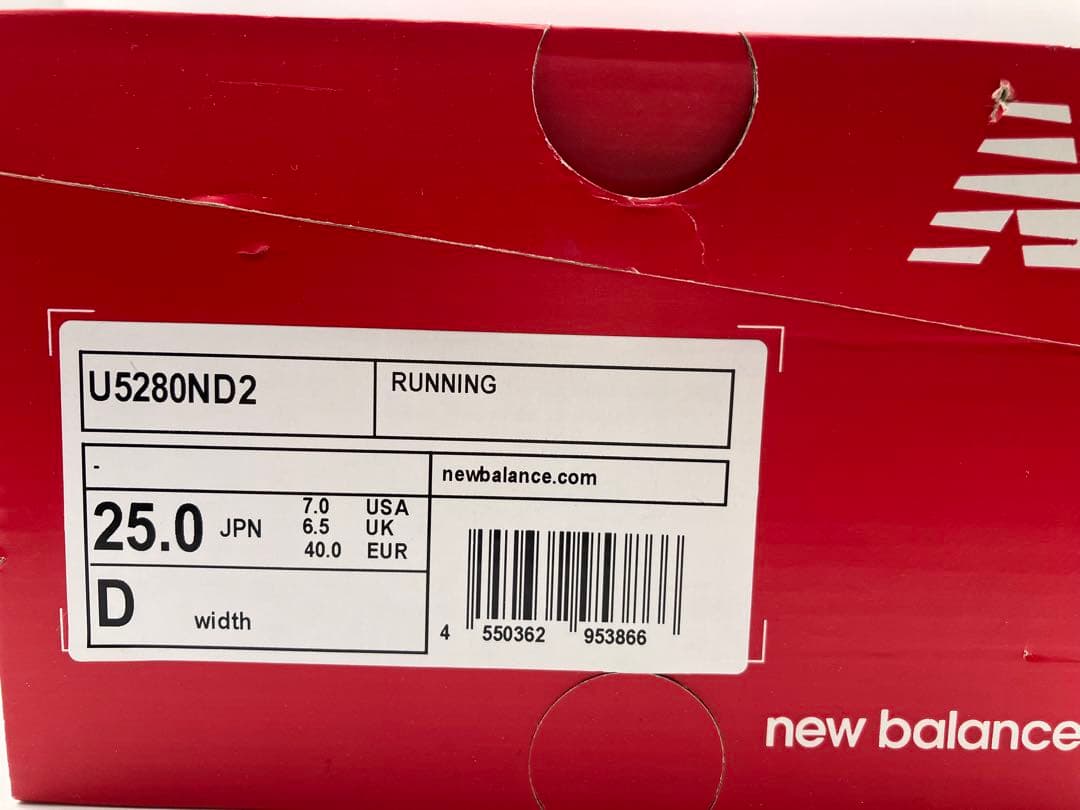 U5280ND2
RUNNING
-
newbalance.com
25.0 JPN
7.0 USA
6.5 UK
40.0 EUR
D width
4 550362 953866
new balance